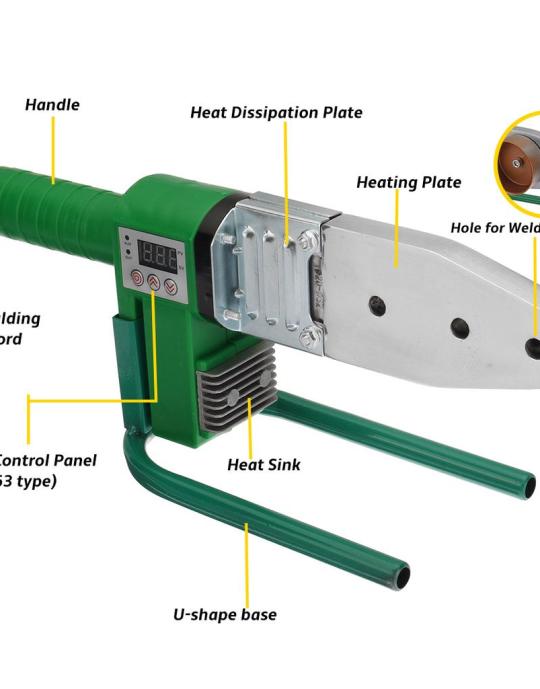 Handle
Heat Dissipation Plate
Heating Plate
Hole for Weld
lding
ord
Control Panel
53 type)
Heat Sink
U-shape base